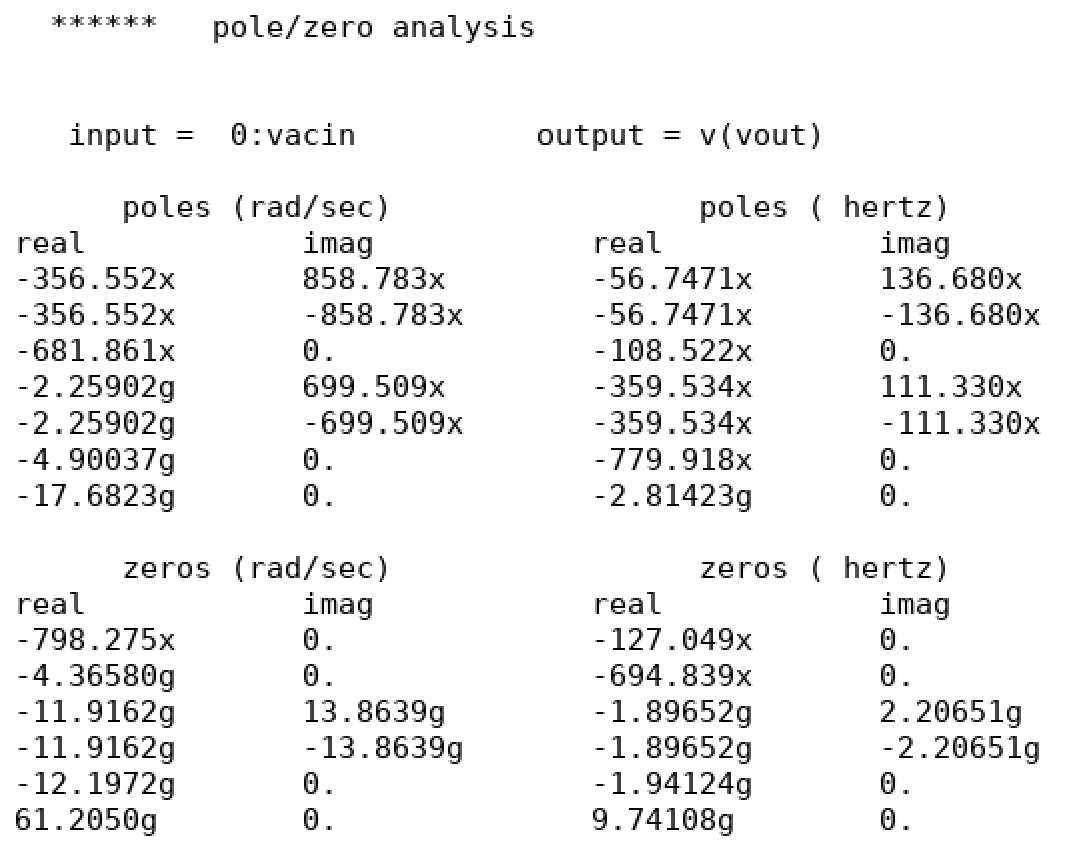 ****** pole/zero analysis
input = 0:vacin output = v(vout)
poles (rad/sec) poles ( hertz)
real imag real imag
-356.552x 858.783x -56.7471x 136.680x
-356.552x -858.783x -56.7471x -136.680x
-681.861x 0. -108.522x 0.
-2.25902g 699.509x -359.534x 111.330x
-2.25902g -699.509x -359.534x -111.330x
-4.90037g 0. -779.918x 0.
-17.6823g 0. -2.81423g 0.
zeros (rad/sec) zeros ( hertz)
real imag real imag
-798.275x 0. -127.049x 0.
-4.36580g 0. -694.839x 0.
-11.9162g 13.8639g -1.89652g 2.20651g
-11.9162g -13.8639g -1.89652g -2.20651g
-12.1972g 0. -1.94124g 0.
61.2050g 0. 9.74108g 0.